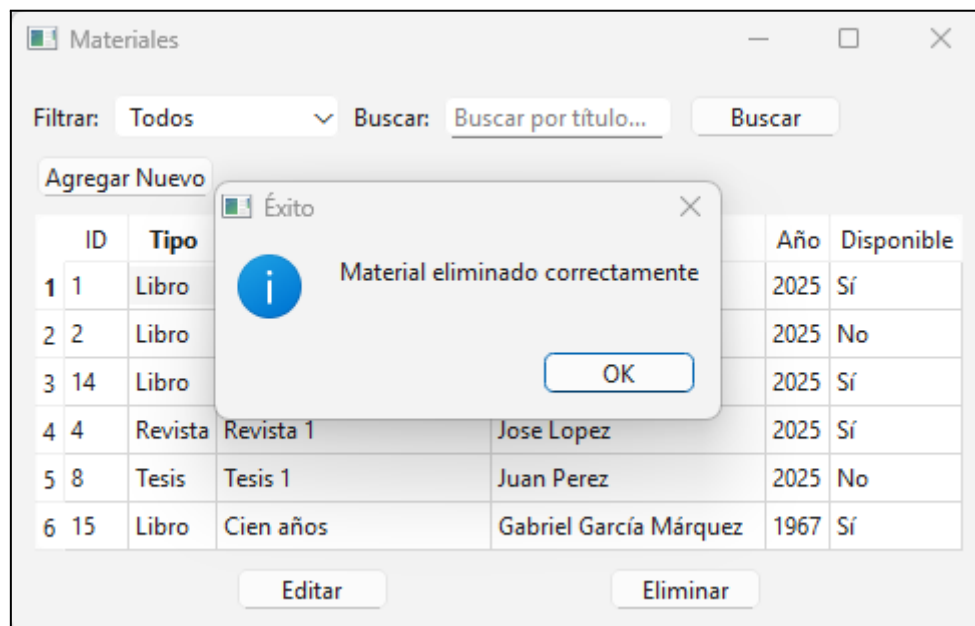 Materiales
Filtrar: Todos Buscar: Buscar por título... Buscar
Agregar Nuevo
Éxito
Material eliminado correctamente
OK
ID Tipo Año Disponible
1 1 Libro 2025 Sí
2 2 Libro 2025 No
3 14 Libro 2025 Sí
4 4 Revista Revista 1 Jose Lopez 2025 Sí
5 8 Tesis Tesis 1 Juan Perez 2025 No
6 15 Libro Cien años Gabriel García Márquez 1967 Sí
Editar Eliminar